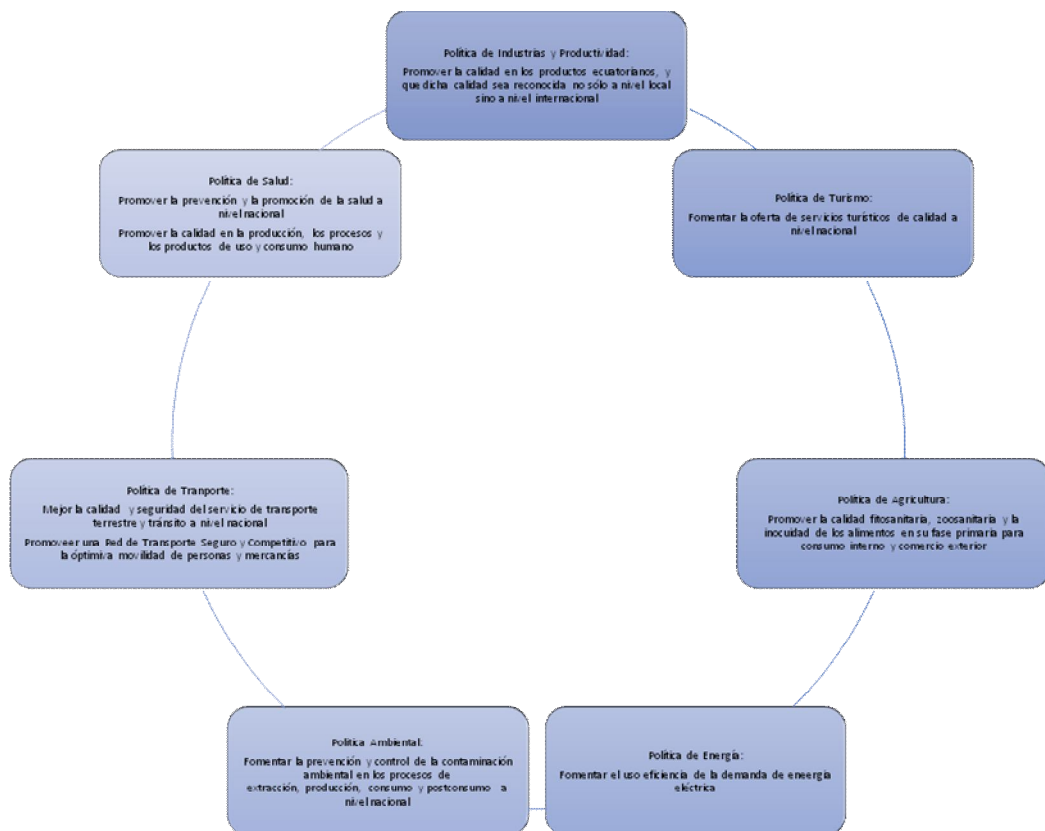 Política de Industrias y Productividad:
Promover la calidad en los productos ecuatorianos, y
que dicha calidad sea reconocida no sólo a nivel local
sino a nivel internacional
Política de Turismo:
Fomentar la oferta de servicios turísticos de calidad a
nivel nacional
Política de Agricultura:
Promover la calidad fitosanitaria, zoosanitaria y la
inocuidad de los alimentos en su fase primaria para
consumo interno y comercio exterior
Política de Energía:
Fomentar el uso eficiencia de la demanda de eneergía
eléctrica
Política Ambiental:
Fomentar la prevención y control de la contaminación
ambiental en los procesos de
extracción, producción, consumo y postconsumo a
nivel nacional
Política de Tranporte:
Mejor la calidad y seguridad del servicio de transporte
terrestre y tránsito a nivel nacional
Promoveer una Red de Transporte Seguro y Competitivo para
la óptimiva movilidad de personas y mercancías
Política de Salud:
Promover la prevención y la promoción de la salud a
nivel nacional
Promover la calidad en la producción, los procesos y
los productos de uso y consumo humano